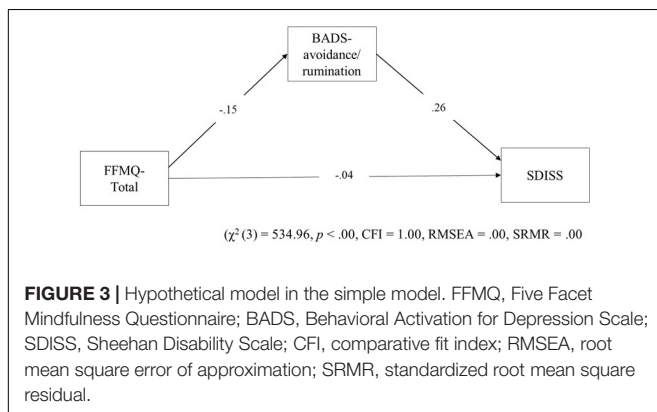 BADS-
avoidance/
rumination
-.15
.26
FFMQ-
Total
-.04
SDISS
(χ² (3) = 534.96, p < .00, CFI = 1.00, RMSEA = .00, SRMR = .00
FIGURE 3 | Hypothetical model in the simple model. FFMQ, Five Facet
Mindfulness Questionnaire; BADS, Behavioral Activation for Depression Scale;
SDISS, Sheehan Disability Scale; CFI, comparative fit index; RMSEA, root
mean square error of approximation; SRMR, standardized root mean square
residual.